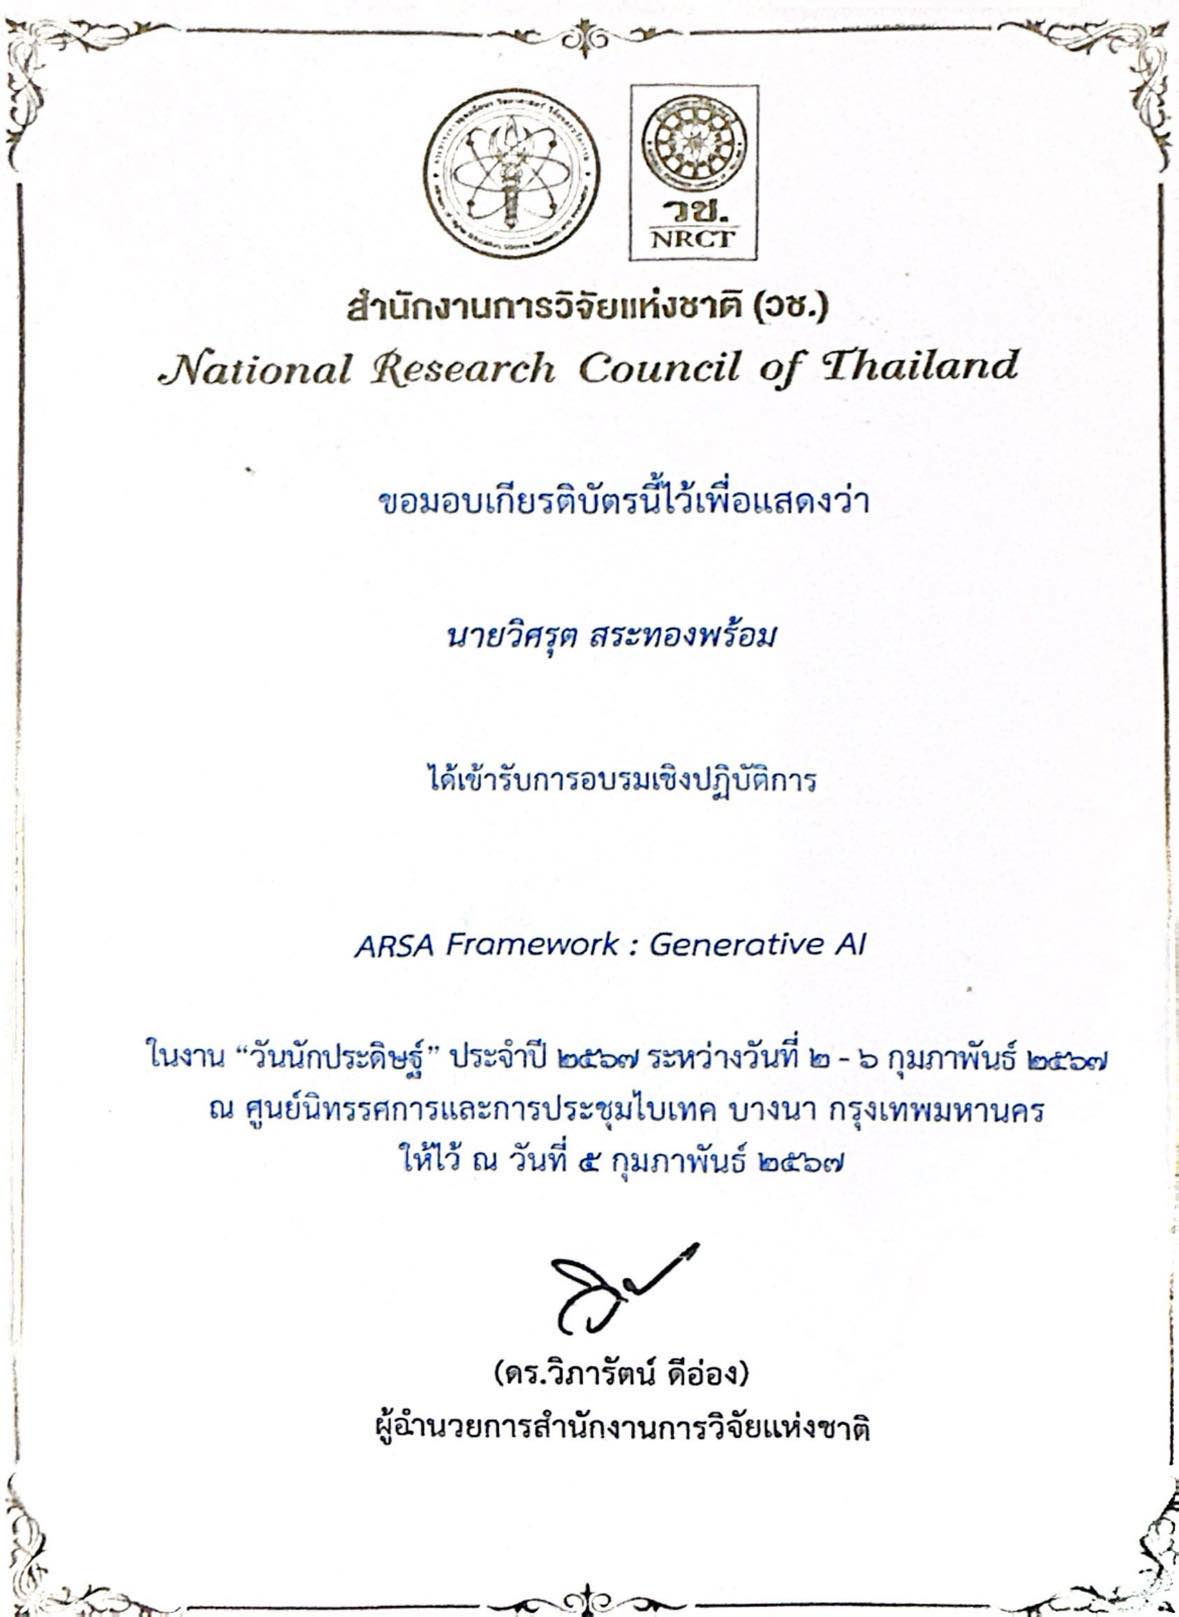 วช.
NRCT
สำนักงานการวิจัยแห่งชาติ (วช.)
National Research Council of Thailand
ขอมอบเกียรติบัตรนี้ไว้เพื่อแสดงว่า
นายวิศรุต สระทองพร้อม
ได้เข้ารับการอบรมเชิงปฏิบัติการ
ARSA Framework : Generative AI
ในงาน “วันนักประดิษฐ์” ประจำปี ๒๕๖๗ ระหว่างวันที่ ๒ - ๖ กุมภาพันธ์ ๒๕๖๗
ณ ศูนย์นิทรรศการและการประชุมไบเทค บางนา กรุงเทพมหานคร
ให้ไว้ ณ วันที่ ๕ กุมภาพันธ์ ๒๕๖๗
(ดร.วิภารัตน์ ดีอ่อง)
ผู้อำนวยการสำนักงานการวิจัยแห่งชาติ